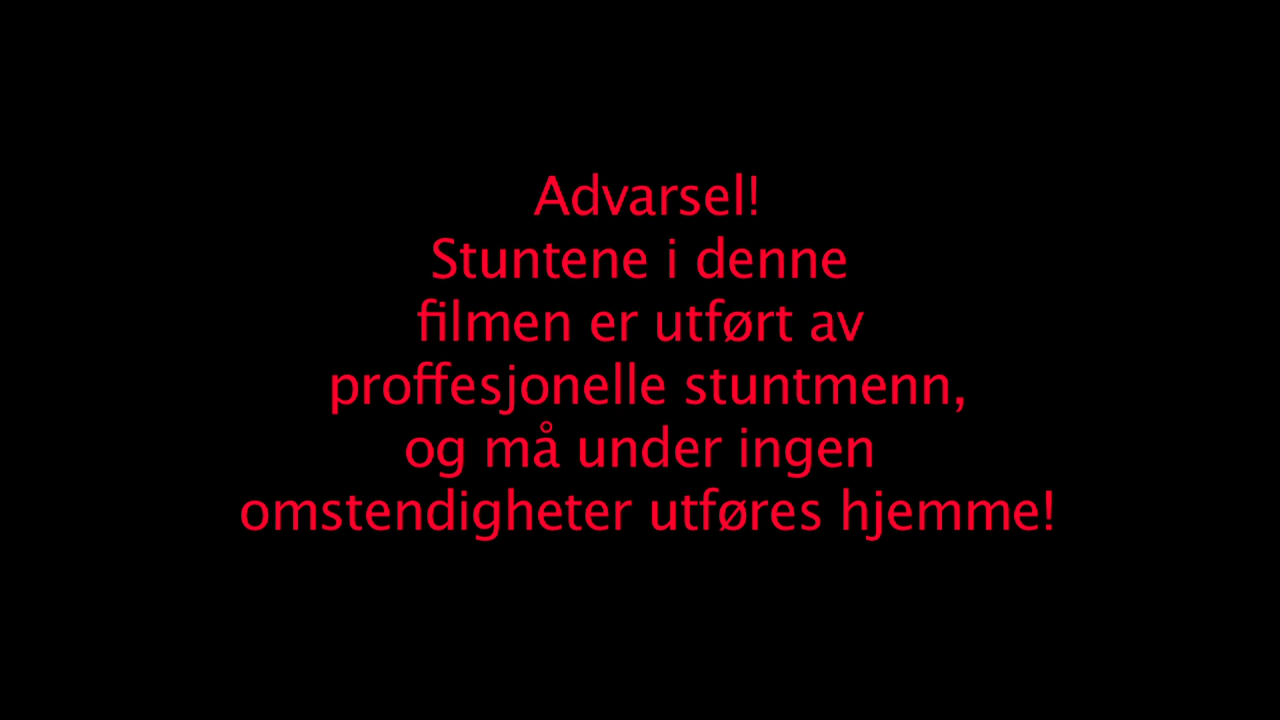 Advarsel!
Stuntene i denne
filmen er utført av
proffesjonelle stuntmenn,
og må under ingen
omstendigheter utføres hjemme!